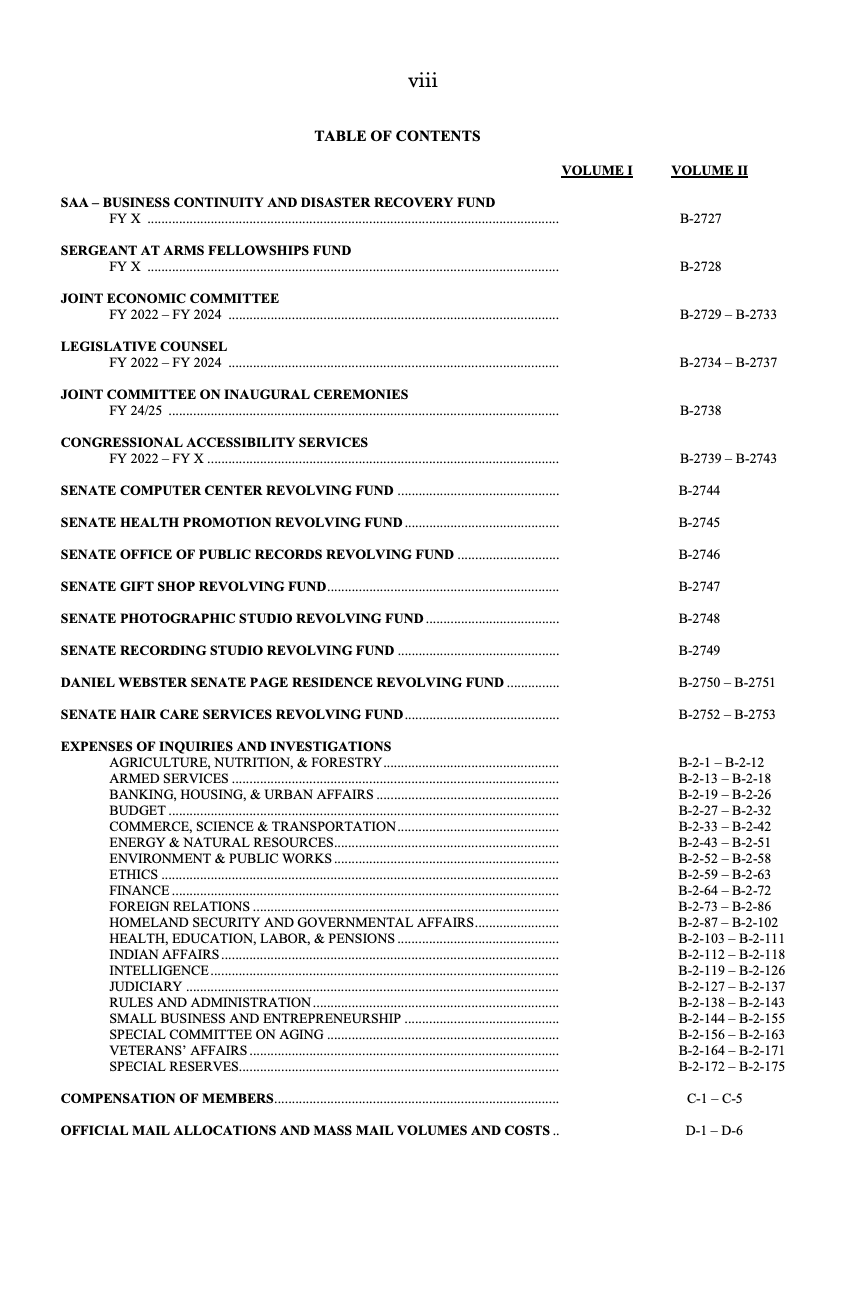 viii
TABLE OF CONTENTS
VOLUME I VOLUME II
SAA – BUSINESS CONTINUITY AND DISASTER RECOVERY FUND
FY X ........................................................................................................................ B-2727
SERGEANT AT ARMS FELLOWSHIPS FUND
FY X ........................................................................................................................ B-2728
JOINT ECONOMIC COMMITTEE
FY 2022 – FY 2024 ................................................................................................ B-2729 – B-2733
LEGISLATIVE COUNSEL
FY 2022 – FY 2024 ................................................................................................ B-2734 – B-2737
JOINT COMMITTEE ON INAUGURAL CEREMONIES
FY 24/25 ................................................................................................................. B-2738
CONGRESSIONAL ACCESSIBILITY SERVICES
FY 2022 – FY X ...................................................................................................... B-2739 – B-2743
SENATE COMPUTER CENTER REVOLVING FUND .............................................. B-2744
SENATE HEALTH PROMOTION REVOLVING FUND ............................................ B-2745
SENATE OFFICE OF PUBLIC RECORDS REVOLVING FUND ............................. B-2746
SENATE GIFT SHOP REVOLVING FUND .................................................................. B-2747
SENATE PHOTOGRAPHIC STUDIO REVOLVING FUND ...................................... B-2748
SENATE RECORDING STUDIO REVOLVING FUND .............................................. B-2749
DANIEL WEBSTER SENATE PAGE RESIDENCE REVOLVING FUND ............... B-2750 – B-2751
SENATE HAIR CARE SERVICES REVOLVING FUND ............................................ B-2752 – B-2753
EXPENSES OF INQUIRIES AND INVESTIGATIONS
AGRICULTURE, NUTRITION, & FORESTRY .................................................. B-2-1 – B-2-12
ARMED SERVICES ............................................................................................. B-2-13 – B-2-18
BANKING, HOUSING, & URBAN AFFAIRS .................................................... B-2-19 – B-2-26
BUDGET ............................................................................................................... B-2-27 – B-2-32
COMMERCE, SCIENCE & TRANSPORTATION .............................................. B-2-33 – B-2-42
ENERGY & NATURAL RESOURCES ................................................................ B-2-43 – B-2-51
ENVIRONMENT & PUBLIC WORKS ................................................................ B-2-52 – B-2-58
ETHICS ................................................................................................................. B-2-59 – B-2-63
FINANCE .............................................................................................................. B-2-64 – B-2-72
FOREIGN RELATIONS ....................................................................................... B-2-73 – B-2-86
HOMELAND SECURITY AND GOVERNMENTAL AFFAIRS ........................ B-2-87 – B-2-102
HEALTH, EDUCATION, LABOR, & PENSIONS .............................................. B-2-103 – B-2-111
INDIAN AFFAIRS ................................................................................................ B-2-112 – B-2-118
INTELLIGENCE ................................................................................................... B-2-119 – B-2-126
JUDICIARY .......................................................................................................... B-2-127 – B-2-137
RULES AND ADMINISTRATION ...................................................................... B-2-138 – B-2-143
SMALL BUSINESS AND ENTREPRENEURSHIP ............................................ B-2-144 – B-2-155
SPECIAL COMMITTEE ON AGING .................................................................. B-2-156 – B-2-163
VETERANS’ AFFAIRS ........................................................................................ B-2-164 – B-2-171
SPECIAL RESERVES ........................................................................................... B-2-172 – B-2-175
COMPENSATION OF MEMBERS ................................................................................. C-1 – C-5
OFFICIAL MAIL ALLOCATIONS AND MASS MAIL VOLUMES AND COSTS .. D-1 – D-6